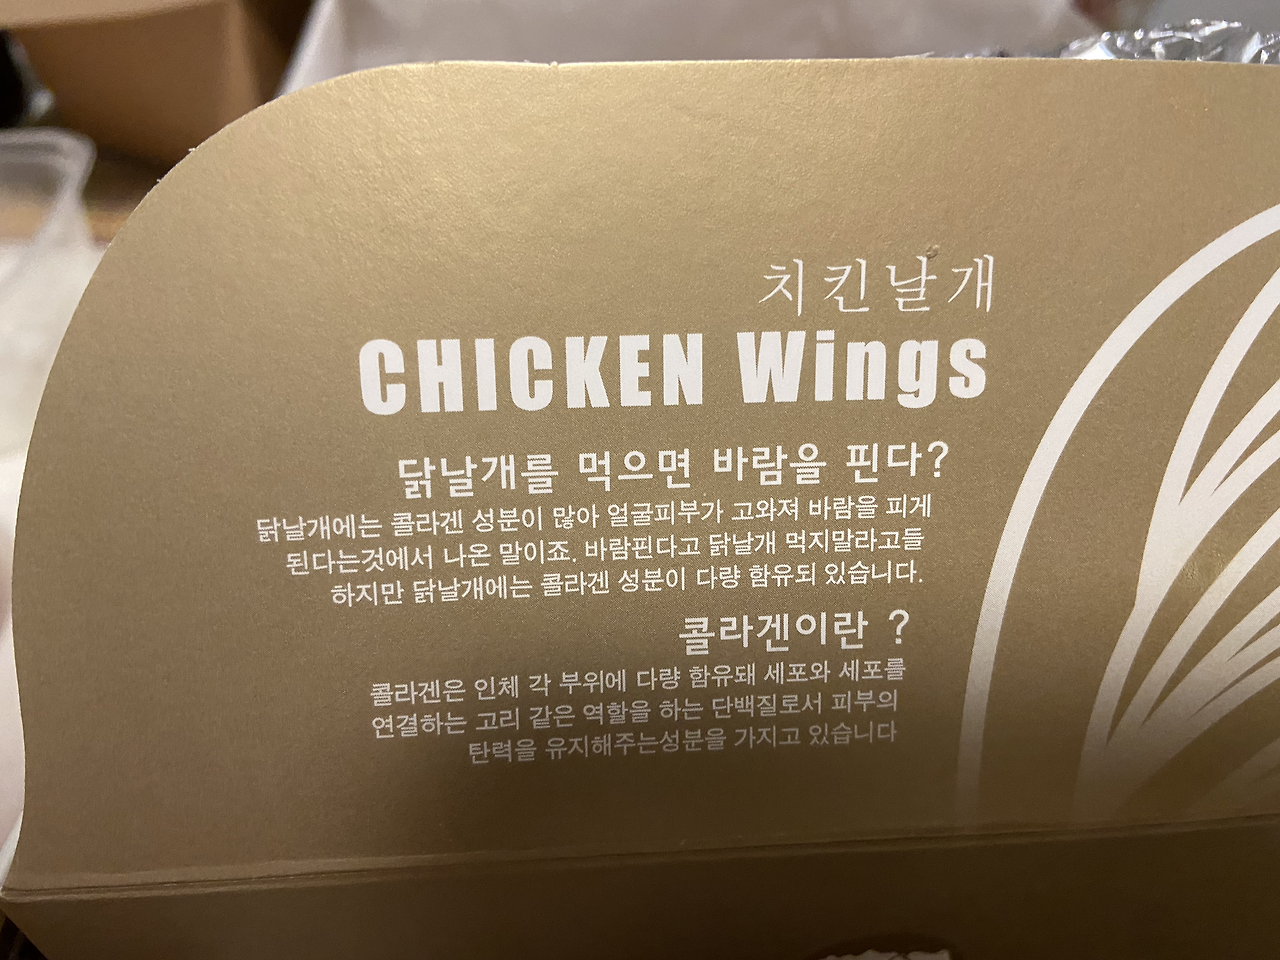 치킨날개
CHICKEN Wings
닭날개를 먹으면 바람을 핀다?
닭날개에는 콜라겐 성분이 많아 얼굴피부가 고와져 바람을 피게
된다는것에서 나온 말이죠. 바람핀다고 닭날개 먹지말라고들
하지만 닭날개에는 콜라겐 성분이 다량 함유되 있습니다.
콜라겐이란 ?
콜라겐은 인체 각 부위에 다량 함유돼 세포와 세포를
연결하는 고리 같은 역할을 하는 단백질로서 피부의
탄력을 유지해주는성분을 가지고 있습니다